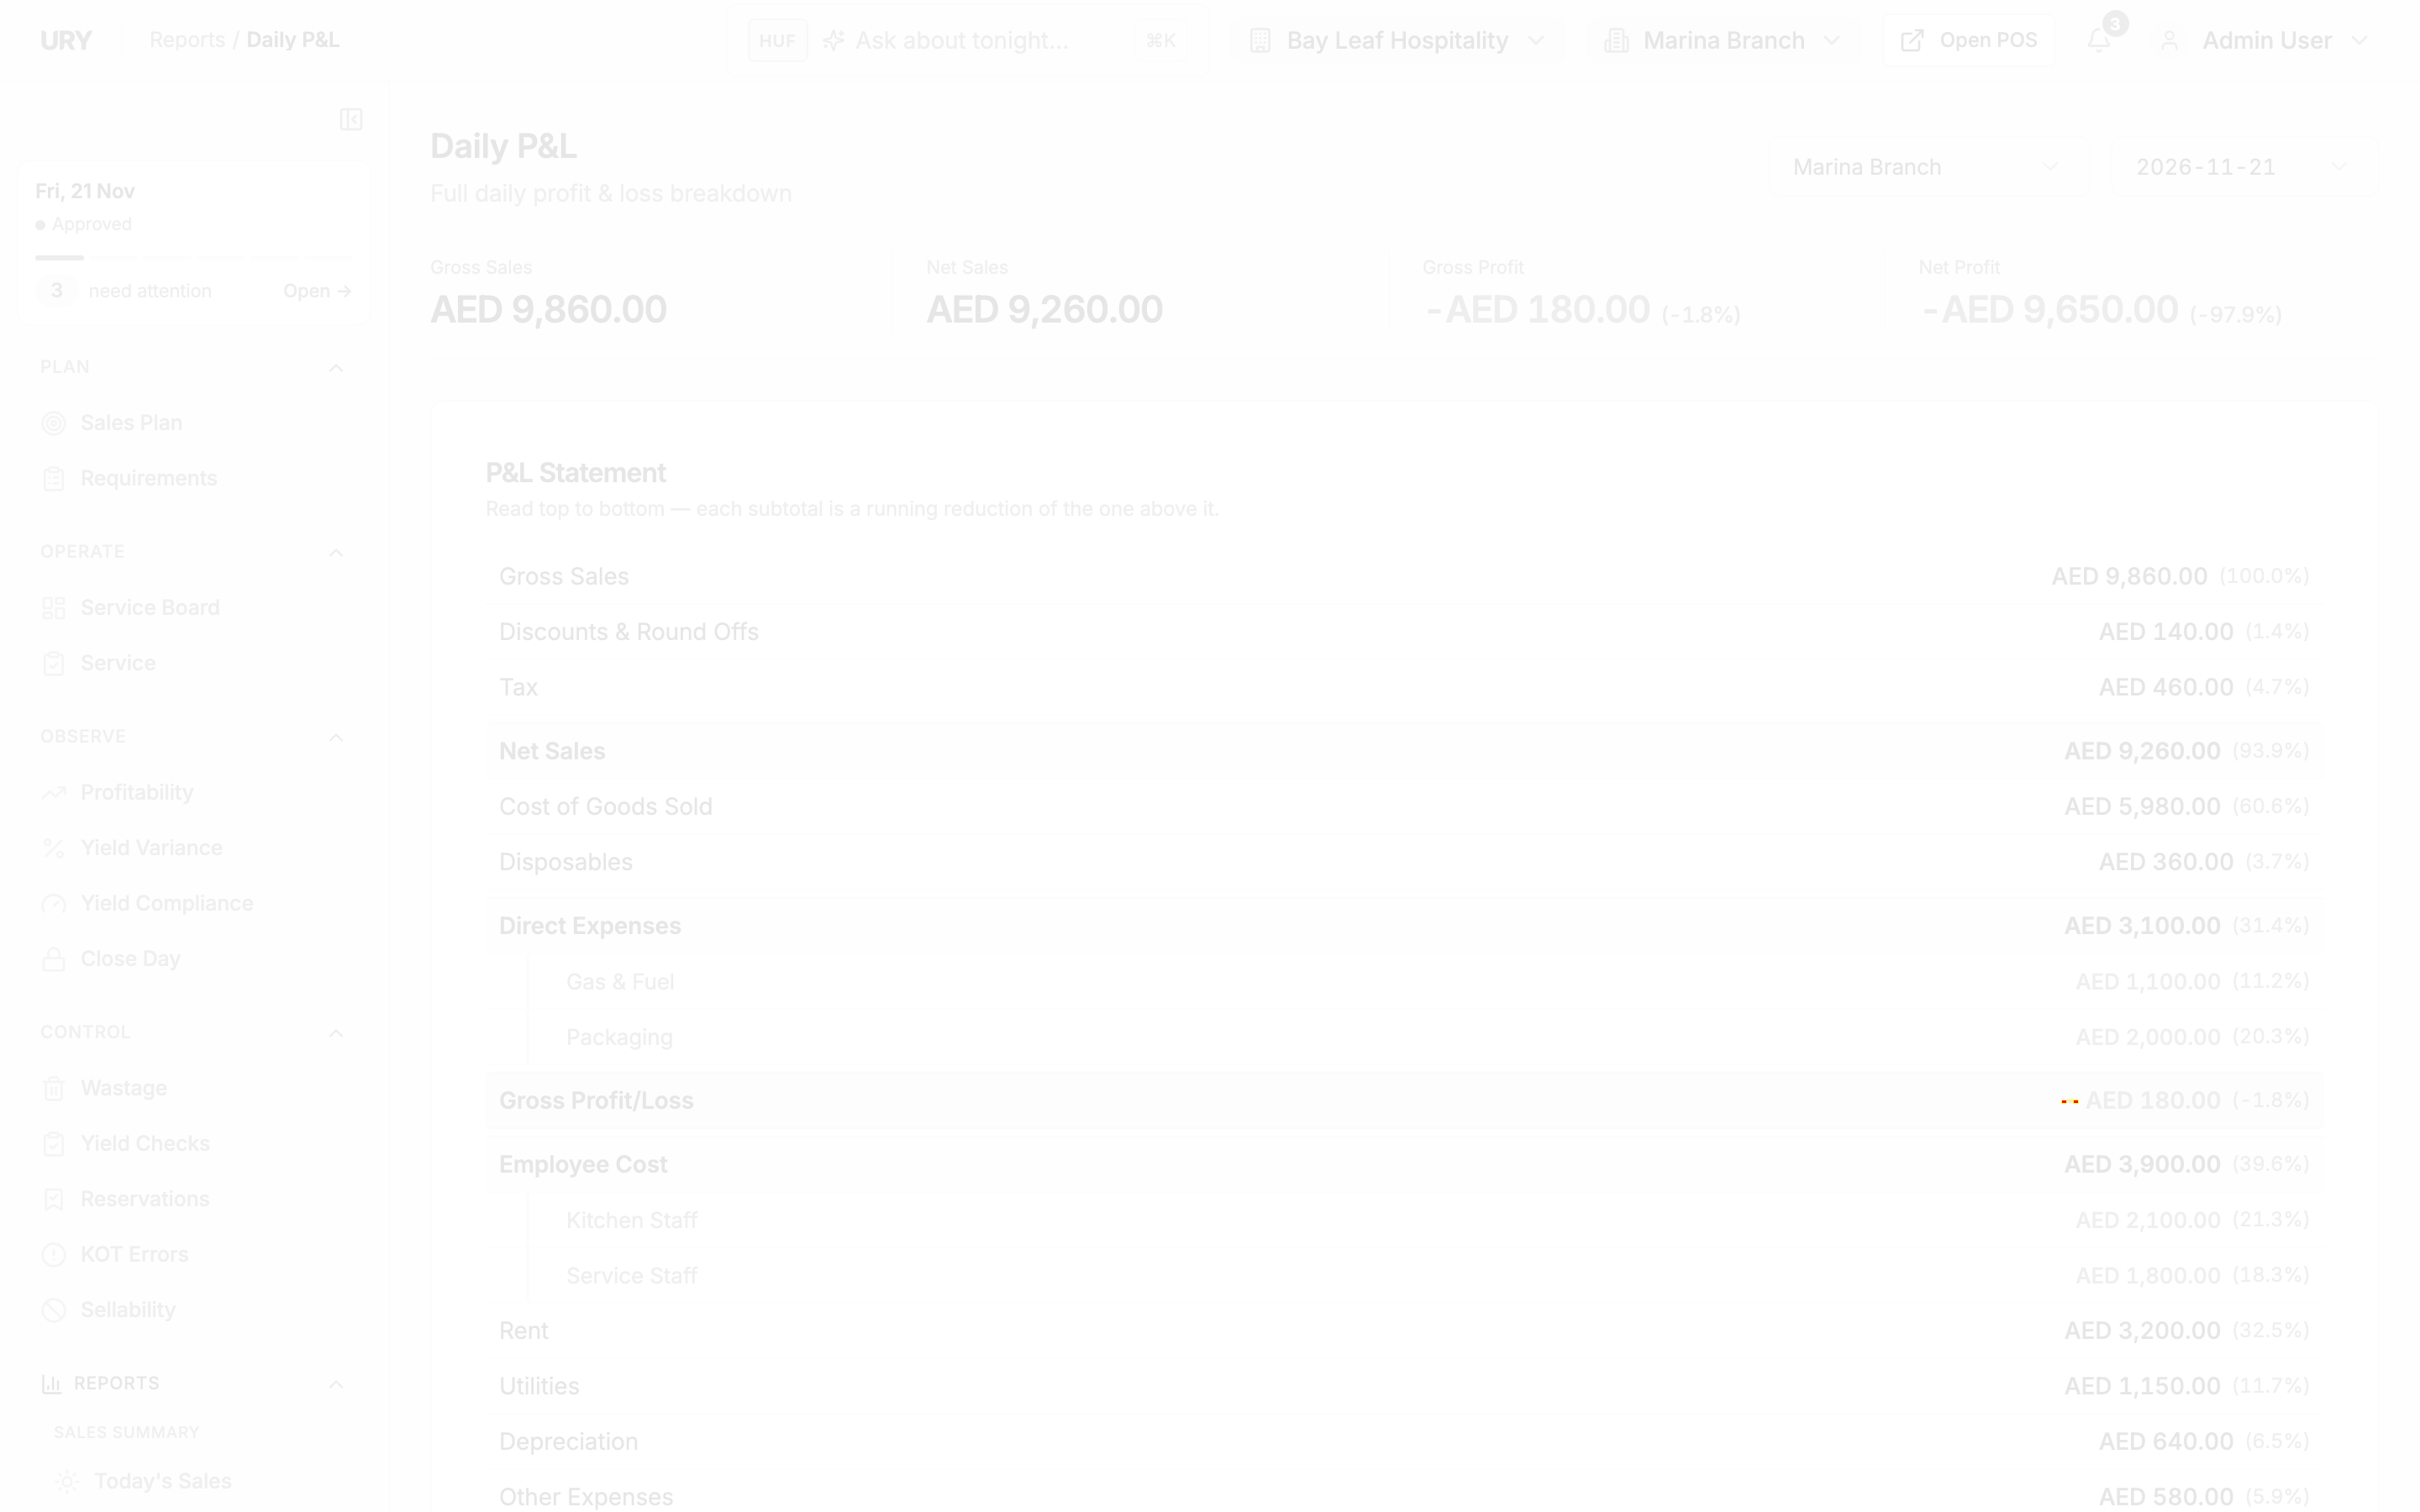 URY
Reports / Daily P&L
HUF
Ask about tonight...
⌘K
Bay Leaf Hospitality
Marina Branch
Open POS
3
Admin User
Fri, 21 Nov
Approved
3 need attention
Open →
PLAN
Sales Plan
Requirements
OPERATE
Service Board
Service
OBSERVE
Profitability
Yield Variance
Yield Compliance
Close Day
CONTROL
Wastage
Yield Checks
Reservations
KOT Errors
Sellability
REPORTS
SALES SUMMARY
Today's Sales
Daily P&L
Full daily profit & loss breakdown
Marina Branch
2026-11-21
Gross Sales
AED 9,860.00
Net Sales
AED 9,260.00
Gross Profit
-AED 180.00 (-1.8%)
Net Profit
-AED 9,650.00 (-97.9%)
P&L Statement
Read top to bottom — each subtotal is a running reduction of the one above it.
Gross Sales AED 9,860.00 (100.0%)
Discounts & Round Offs AED 140.00 (1.4%)
Tax AED 460.00 (4.7%)
Net Sales AED 9,260.00 (93.9%)
Cost of Goods Sold AED 5,980.00 (60.6%)
Disposables AED 360.00 (3.7%)
Direct Expenses AED 3,100.00 (31.4%)
Gas & Fuel AED 1,100.00 (11.2%)
Packaging AED 2,000.00 (20.3%)
Gross Profit/Loss -AED 180.00 (-1.8%)
Employee Cost AED 3,900.00 (39.6%)
Kitchen Staff AED 2,100.00 (21.3%)
Service Staff AED 1,800.00 (18.3%)
Rent AED 3,200.00 (32.5%)
Utilities AED 1,150.00 (11.7%)
Depreciation AED 640.00 (6.5%)
Other Expenses AED 580.00 (5.9%)